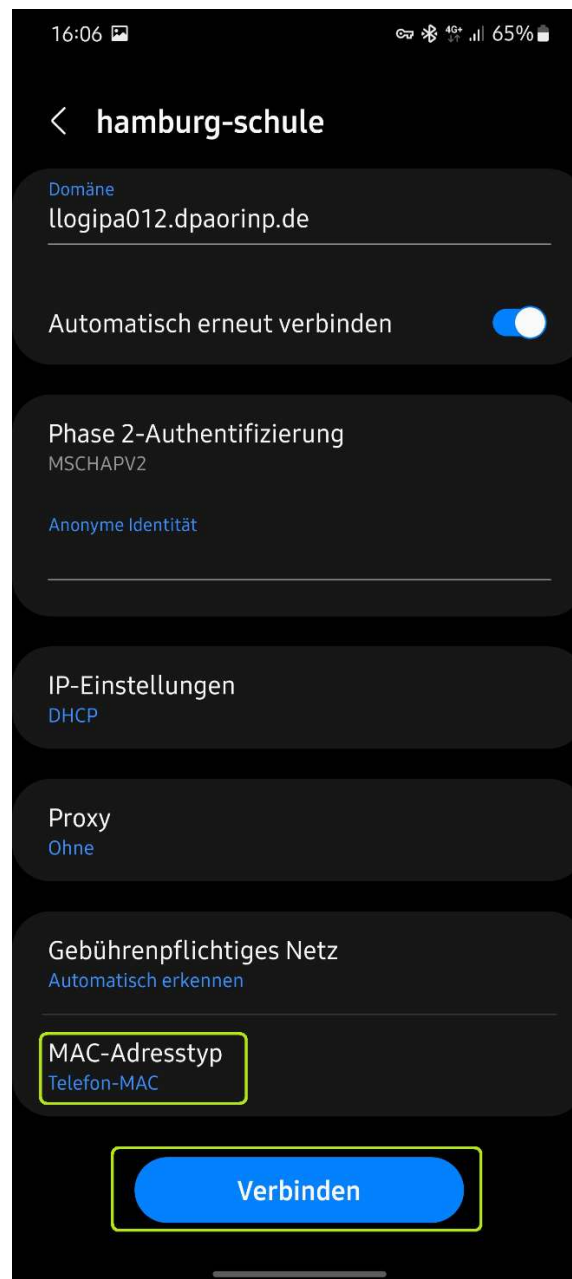 16:06 4G+ 65%
hamburg-schule
Domäne
llogipa012.dpaorinp.de
Automatisch erneut verbinden
Phase 2-Authentifizierung
MSCHAPV2
Anonyme Identität
IP-Einstellungen
DHCP
Proxy
Ohne
Gebührenpflichtiges Netz
Automatisch erkennen
MAC-Adresstyp
Telefon-MAC
Verbinden